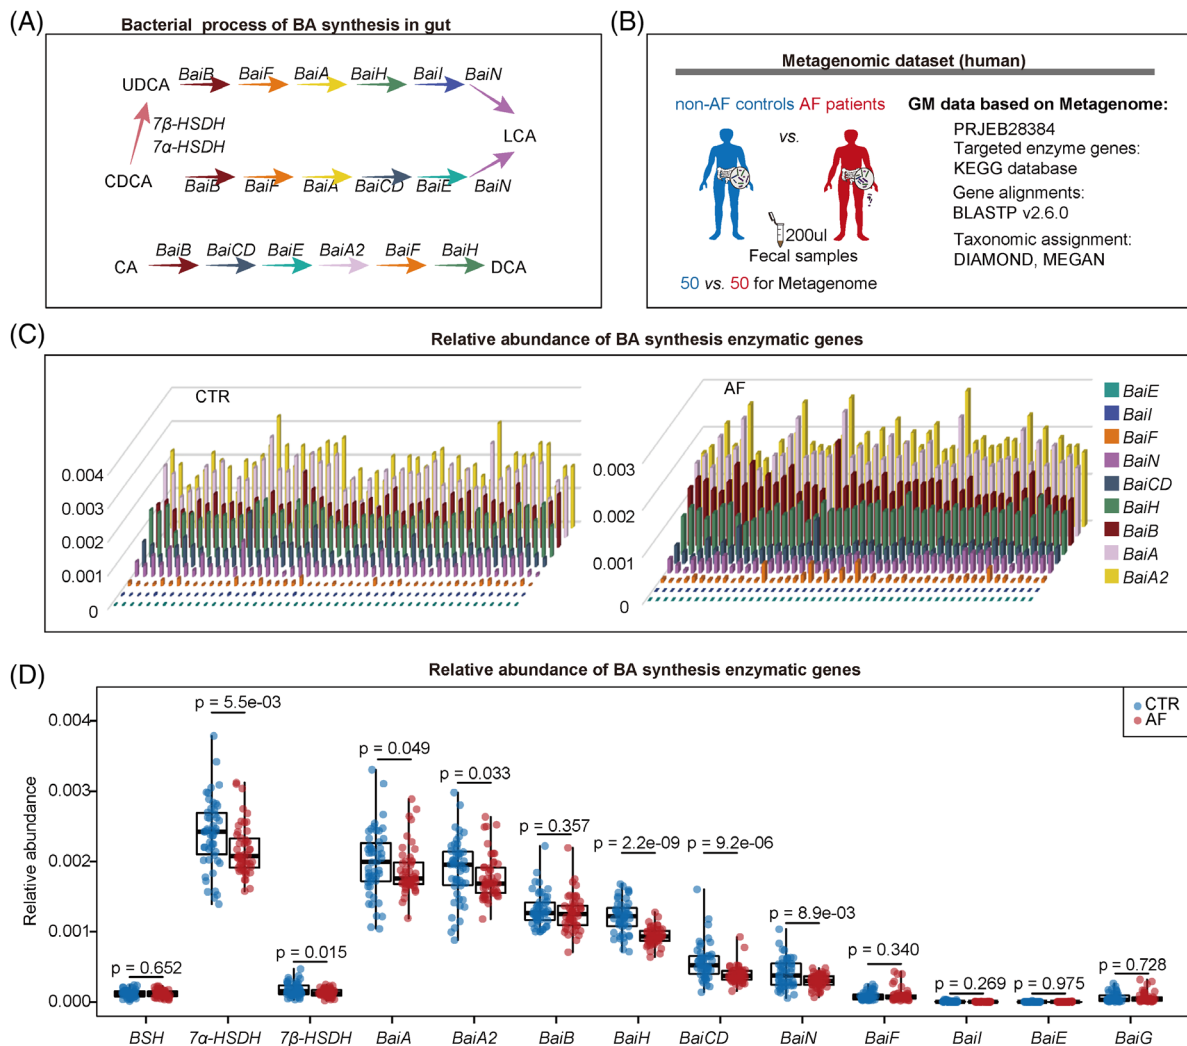 (A)
Bacterial process of BA synthesis in gut
BaiB BaiF BaiA BaiH BaiI BaiN
UDCA
7β-HSDH
7α-HSDH
LCA
CDCA
BaiB BaiF BaiA BaiCD BaiE BaiN
BaiB BaiCD BaiE BaiA2 BaiF BaiH
CA DCA
(B)
Metagenomic dataset (human)
non-AF controls AF patients
vs.
200ul
Fecal samples
50 vs. 50 for Metagenome
GM data based on Metagenome:
PRJEB28384
Targeted enzyme genes:
KEGG database
Gene alignments:
BLASTP v2.6.0
Taxonomic assignment:
DIAMOND, MEGAN
(C)
Relative abundance of BA synthesis enzymatic genes
CTR
0.004
0.003
0.002
0.001
0
AF
0.003
0.002
0.001
0
BaiE
BaiI
BaiF
BaiN
BaiCD
BaiH
BaiB
BaiA
BaiA2
(D)
Relative abundance of BA synthesis enzymatic genes
CTR
AF
Relative abundance
0.004
0.003
0.002
0.001
0.000
p = 0.652
p = 5.5e-03
p = 0.015
p = 0.049
p = 0.033
p = 0.357
p = 2.2e-09
p = 9.2e-06
p = 8.9e-03
p = 0.340
p = 0.269
p = 0.975
p = 0.728
BSH 7α-HSDH 7β-HSDH BaiA BaiA2 BaiB BaiH BaiCD BaiN BaiF BaiI BaiE BaiG